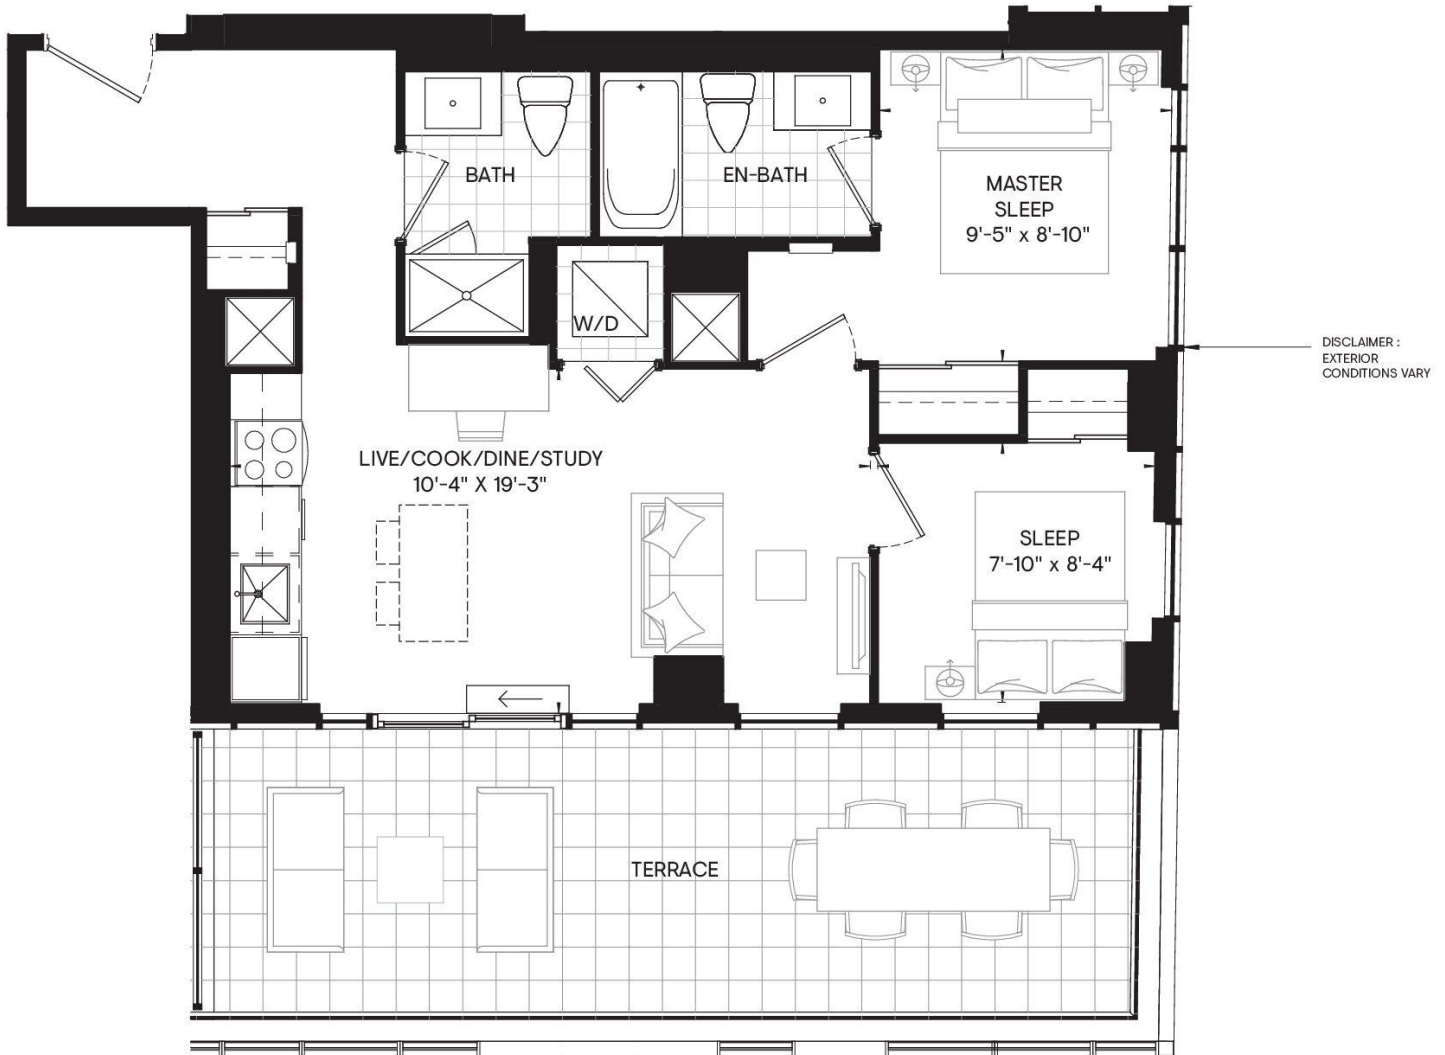 BATH
EN-BATH
MASTER
SLEEP
9'-5" x 8'-10"
W/D
DISCLAIMER :
EXTERIOR
CONDITIONS VARY
LIVE/COOK/DINE/STUDY
10'-4" X 19'-3"
SLEEP
7'-10" x 8'-4"
TERRACE